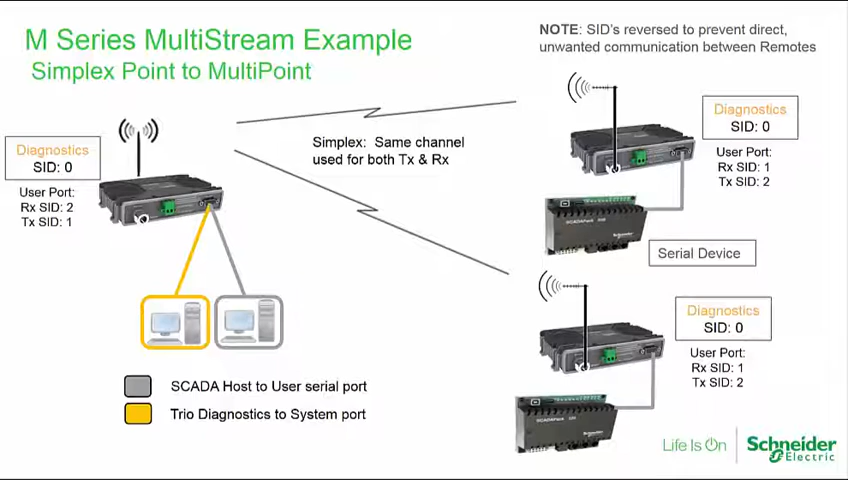 M Series MultiStream Example
Simplex Point to MultiPoint
NOTE: SID's reversed to prevent direct,
unwanted communication between Remotes
Diagnostics
SID: 0
User Port:
Rx SID: 2
Tx SID: 1
Simplex: Same channel
used for both Tx & Rx
Diagnostics
SID: 0
User Port:
Rx SID: 1
Tx SID: 2
Serial Device
Diagnostics
SID: 0
User Port:
Rx SID: 1
Tx SID: 2
SCADA Host to User serial port
Trio Diagnostics to System port
Life Is On
Schneider
Electric